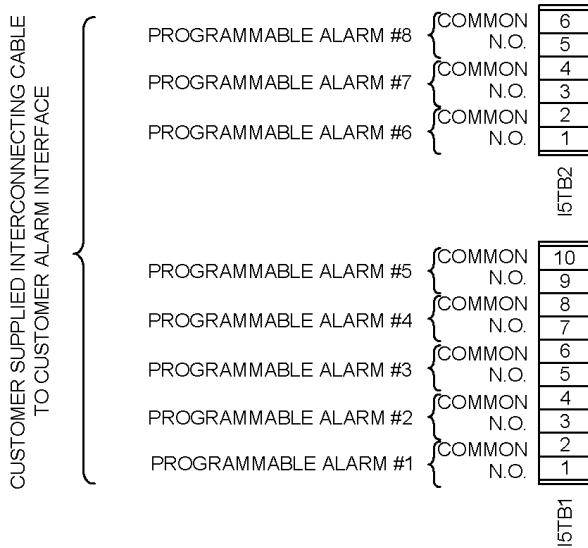 CUSTOMER SUPPLIED INTERCONNECTING CABLE
TO CUSTOMER ALARM INTERFACE
PROGRAMMABLE ALARM #8
COMMON 6
N.O. 5
PROGRAMMABLE ALARM #7
COMMON 4
N.O. 3
PROGRAMMABLE ALARM #6
COMMON 2
N.O. 1
I5TB2
PROGRAMMABLE ALARM #5
COMMON 10
N.O. 9
PROGRAMMABLE ALARM #4
COMMON 8
N.O. 7
PROGRAMMABLE ALARM #3
COMMON 6
N.O. 5
PROGRAMMABLE ALARM #2
COMMON 4
N.O. 3
PROGRAMMABLE ALARM #1
COMMON 2
N.O. 1
I5TB1